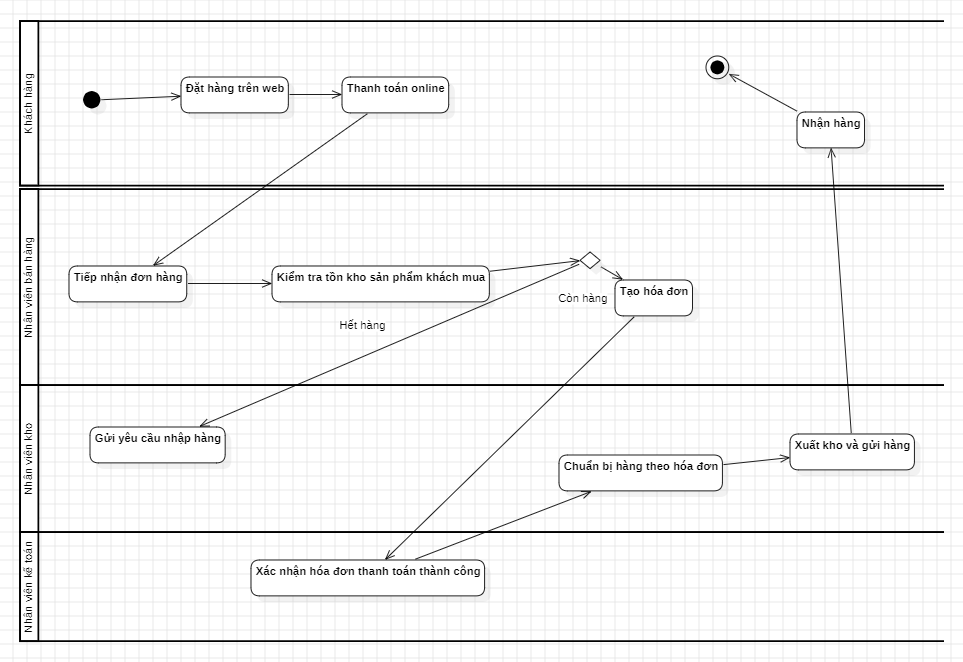 Khách hàng
Đặt hàng trên web
Thanh toán online
Nhận hàng
Nhân viên bán hàng
Tiếp nhận đơn hàng
Kiểm tra tồn kho sản phẩm khách mua
Còn hàng
Tạo hóa đơn
Hết hàng
Nhân viên kho
Gửi yêu cầu nhập hàng
Chuẩn bị hàng theo hóa đơn
Xuất kho và gửi hàng
Nhân viên kế toán
Xác nhận hóa đơn thanh toán thành công